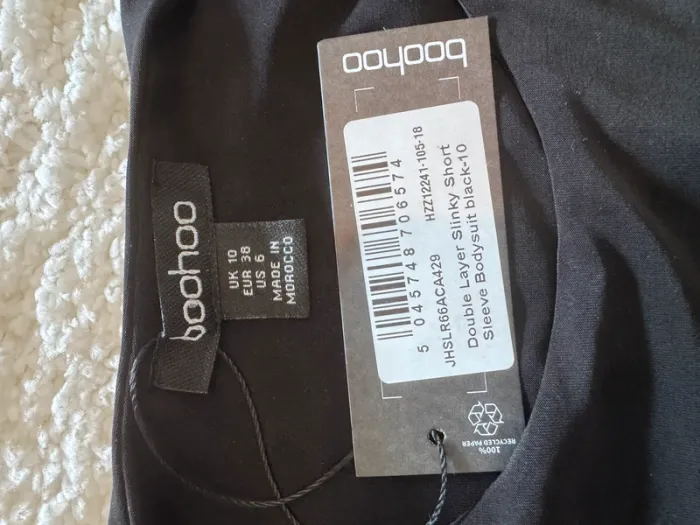 boohoo
UK 10
EUR 38
US 6
MADE IN
MOROCCO
boohoo
5 045748 706574
HZZ12241-105-18
JHSLR66ACA429
Double Layer Slinky Short
Sleeve Bodysuit black-10
100%
RECYCLED PAPER